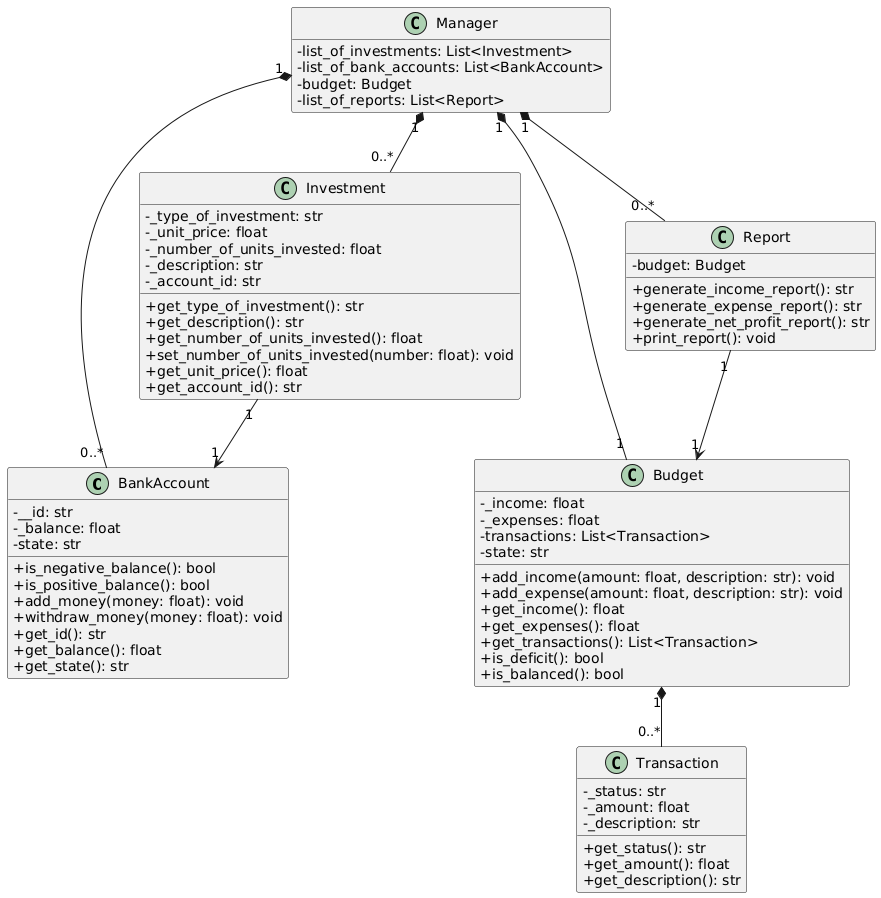 C Manager
-list_of_investments: List<Investment>
-list_of_bank_accounts: List<BankAccount>
-budget: Budget
-list_of_reports: List<Report>
1
1
1
1
0..*
0..*
0..*
1
C Investment
-_type_of_investment: str
-_unit_price: float
-_number_of_units_invested: float
-_description: str
-_account_id: str
+get_type_of_investment(): str
+get_description(): str
+get_number_of_units_invested(): float
+set_number_of_units_invested(number: float): void
+get_unit_price(): float
+get_account_id(): str
C Report
-budget: Budget
+generate_income_report(): str
+generate_expense_report(): str
+generate_net_profit_report(): str
+print_report(): void
1
1
1
1
C BankAccount
-__id: str
-_balance: float
-state: str
+is_negative_balance(): bool
+is_positive_balance(): bool
+add_money(money: float): void
+withdraw_money(money: float): void
+get_id(): str
+get_balance(): float
+get_state(): str
C Budget
-_income: float
-_expenses: float
-transactions: List<Transaction>
-state: str
+add_income(amount: float, description: str): void
+add_expense(amount: float, description: str): void
+get_income(): float
+get_expenses(): float
+get_transactions(): List<Transaction>
+is_deficit(): bool
+is_balanced(): bool
1
0..*
C Transaction
-_status: str
-_amount: float
-_description: str
+get_status(): str
+get_amount(): float
+get_description(): str